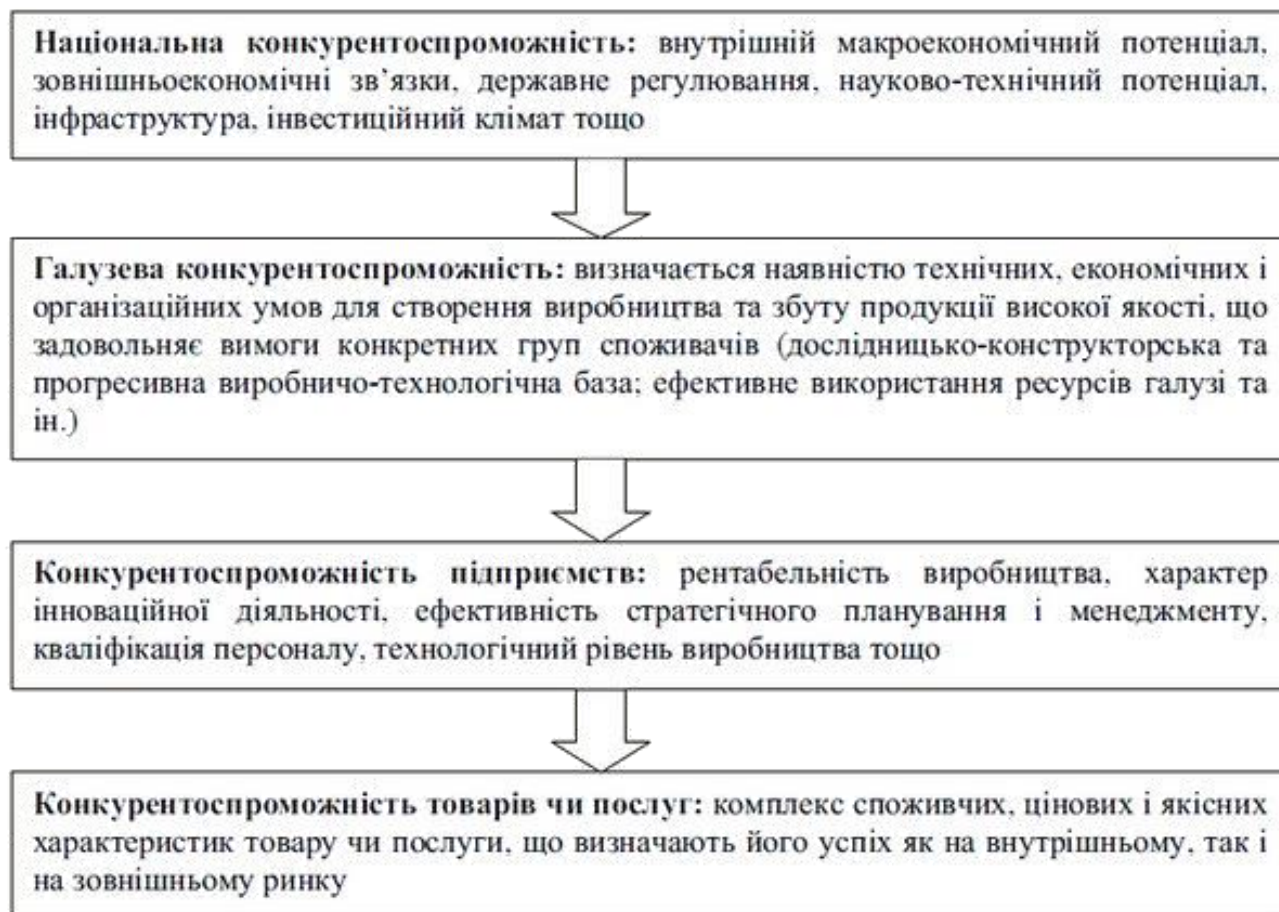 Національна конкурентоспроможність: внутрішній макроекономічний потенціал,
зовнішньоекономічні зв’язки, державне регулювання, науково-технічний потенціал,
інфраструктура, інвестиційний клімат тощо
Галузева конкурентоспроможність: визначається наявністю технічних, економічних і
організаційних умов для створення виробництва та збуту продукції високої якості, що
задовольняє вимоги конкретних груп споживачів (дослідницько-конструкторська та
прогресивна виробничо-технологічна база; ефективне використання ресурсів галузі та
ін.)
Конкурентоспроможність підприємств: рентабельність виробництва, характер
інноваційної діяльності, ефективність стратегічного планування і менеджменту,
кваліфікація персоналу, технологічний рівень виробництва тощо
Конкурентоспроможність товарів чи послуг: комплекс споживчих, цінових і якісних
характеристик товару чи послуги, що визначають його успіх як на внутрішньому, так і
на зовнішньому ринку